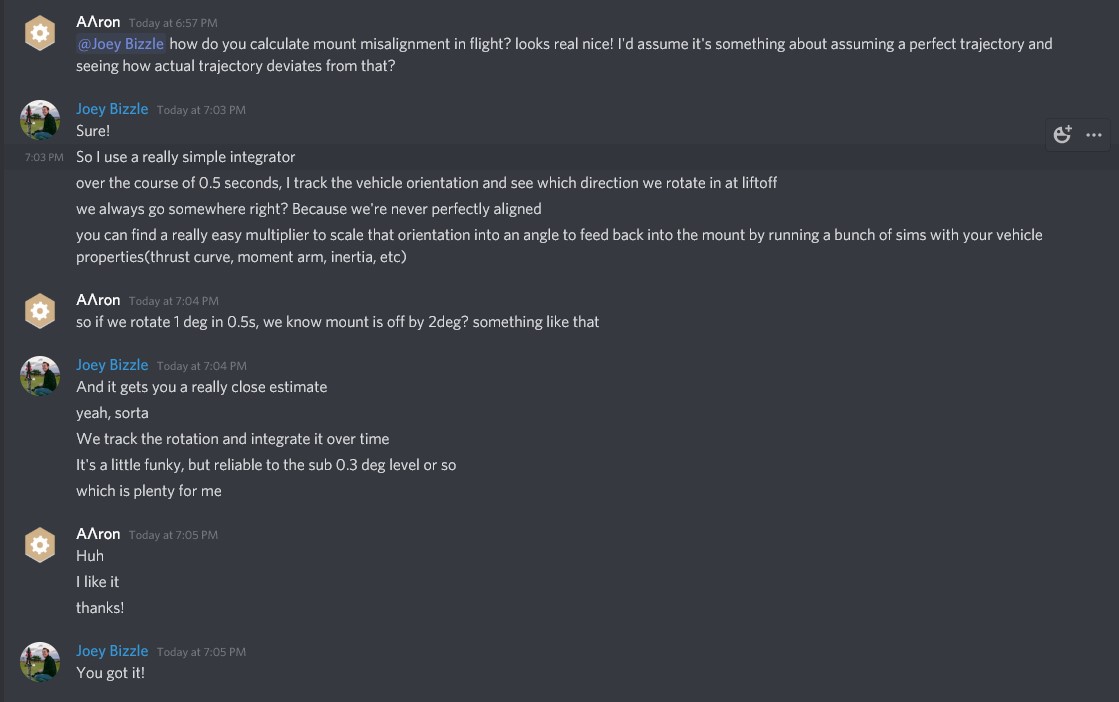 AΛron Today at 6:57 PM
@Joey Bizzle how do you calculate mount misalignment in flight? looks real nice! I'd assume it's something about assuming a perfect trajectory and
seeing how actual trajectory deviates from that?
Joey Bizzle Today at 7:03 PM
Sure!
7:03 PM So I use a really simple integrator
over the course of 0.5 seconds, I track the vehicle orientation and see which direction we rotate in at liftoff
we always go somewhere right? Because we're never perfectly aligned
you can find a really easy multiplier to scale that orientation into an angle to feed back into the mount by running a bunch of sims with your vehicle
properties(thrust curve, moment arm, inertia, etc)
AΛron Today at 7:04 PM
so if we rotate 1 deg in 0.5s, we know mount is off by 2deg? something like that
Joey Bizzle Today at 7:04 PM
And it gets you a really close estimate
yeah, sorta
We track the rotation and integrate it over time
It's a little funky, but reliable to the sub 0.3 deg level or so
which is plenty for me
AΛron Today at 7:05 PM
Huh
I like it
thanks!
Joey Bizzle Today at 7:05 PM
You got it!